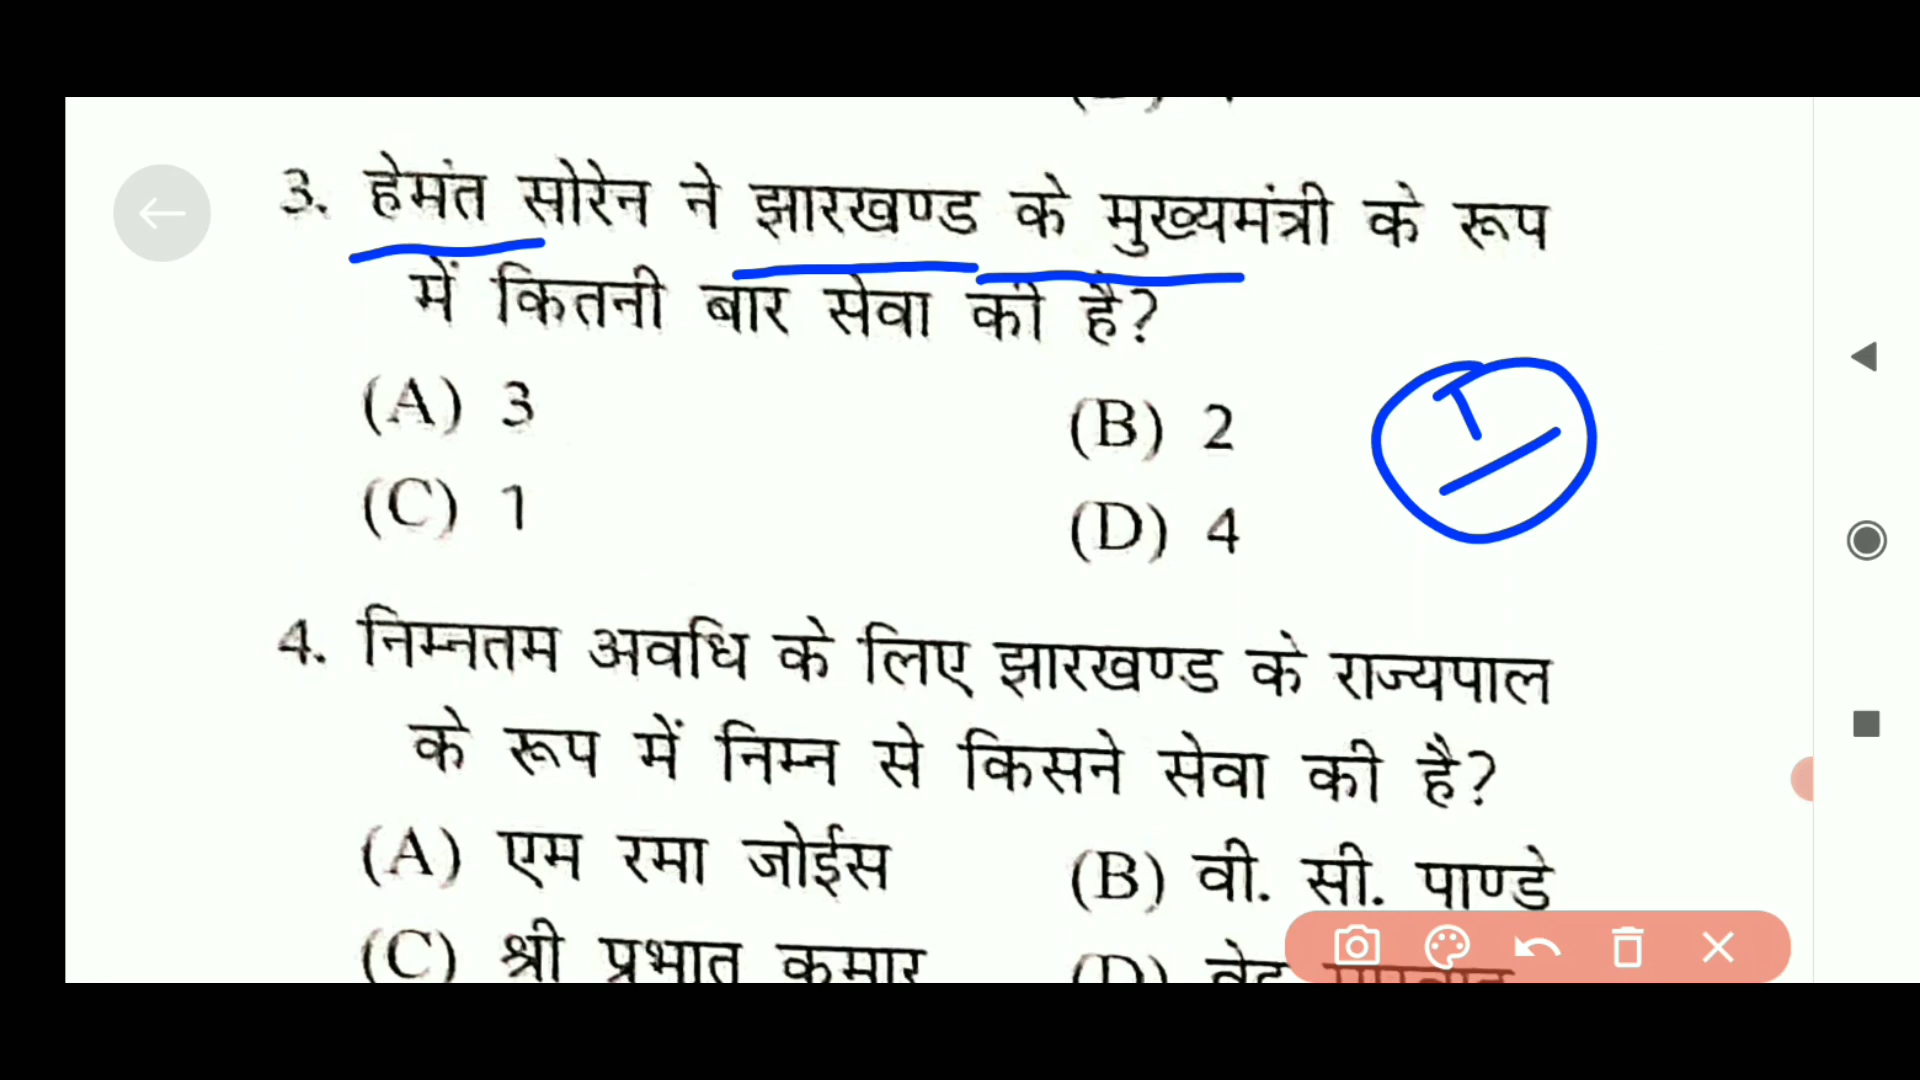 3. हेमंत सोरेन ने झारखण्ड के मुख्यमंत्री के रूप
में कितनी बार सेवा की है?
(A) 3 (B) 2
(C) 1 (D) 4
4. निम्नतम अवधि के लिए झारखण्ड के राज्यपाल
के रूप में निम्न से किसने सेवा की है?
(A) एम रमा जोईस (B) वी. सी. पाण्डे
(C) श्री प्रभात कुमार (D) वेद